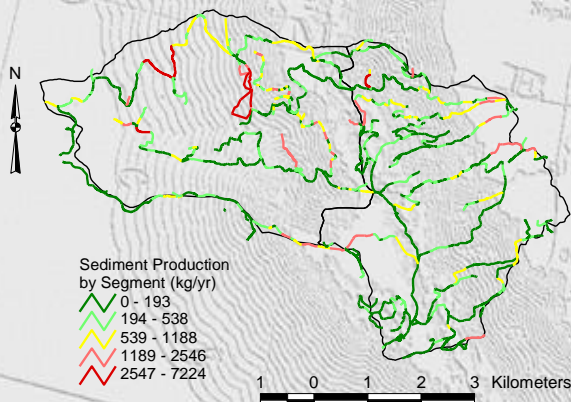 N
Sediment Production
by Segment (kg/yr)
0 - 193
194 - 538
539 - 1188
1189 - 2546
2547 - 7224
1 0 1 2 3 Kilometers